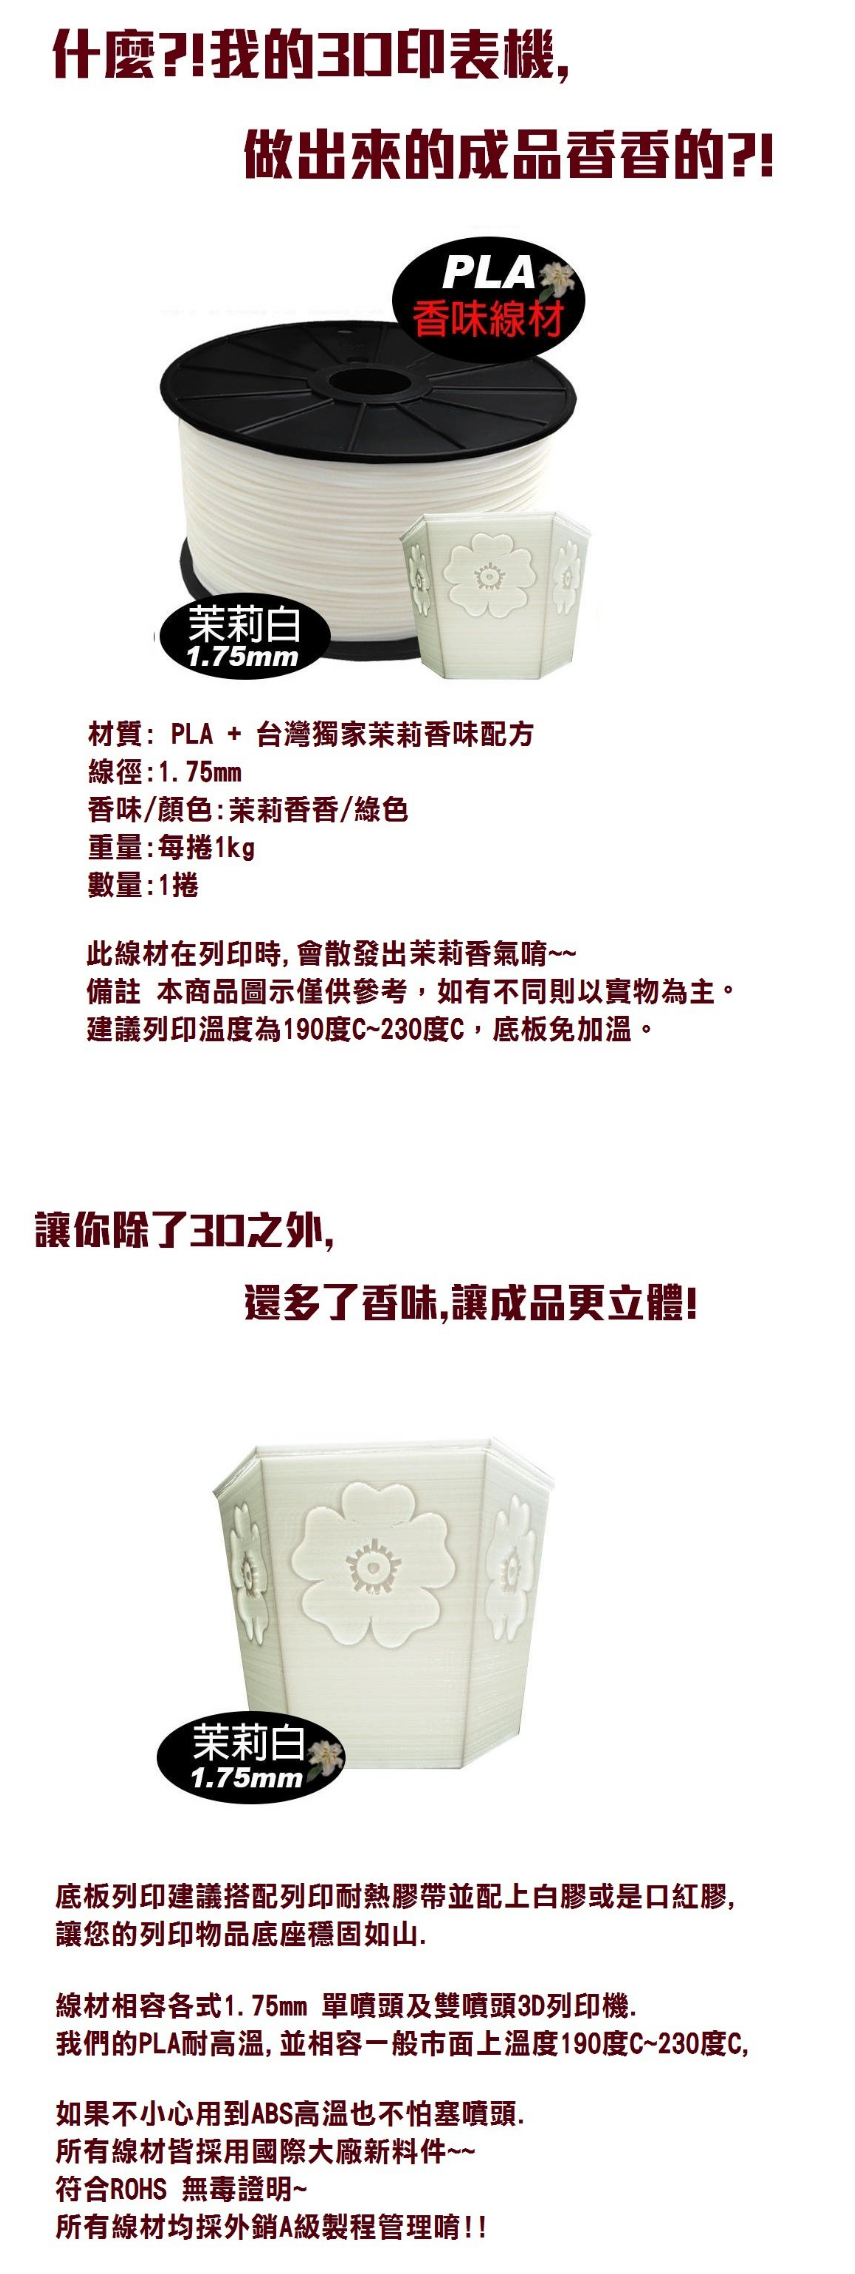 什麼?!我的3D印表機,
做出來的成品香香的?!
PLA
香味線材
茉莉白
1.75mm
材質: PLA + 台灣獨家茉莉香味配方
線徑:1.75mm
香味/顏色:茉莉香香/綠色
重量:每捲1kg
數量:1捲
此線材在列印時,會散發出茉莉香氣唷~~
備註 本商品圖示僅供參考，如有不同則以實物為主。
建議列印溫度為190度C~230度C，底板免加溫。
讓你除了3D之外,
還多了香味,讓成品更立體!
茉莉白
1.75mm
底板列印建議搭配列印耐熱膠帶並配上白膠或是口紅膠,
讓您的列印物品底座穩固如山.
線材相容各式1.75mm 單噴頭及雙噴頭3D列印機.
我們的PLA耐高溫,並相容一般市面上溫度190度C~230度C,
如果不小心用到ABS高溫也不怕塞噴頭.
所有線材皆採用國際大廠新料件~~
符合ROHS 無毒證明~
所有線材均採外銷A級製程管理唷!!